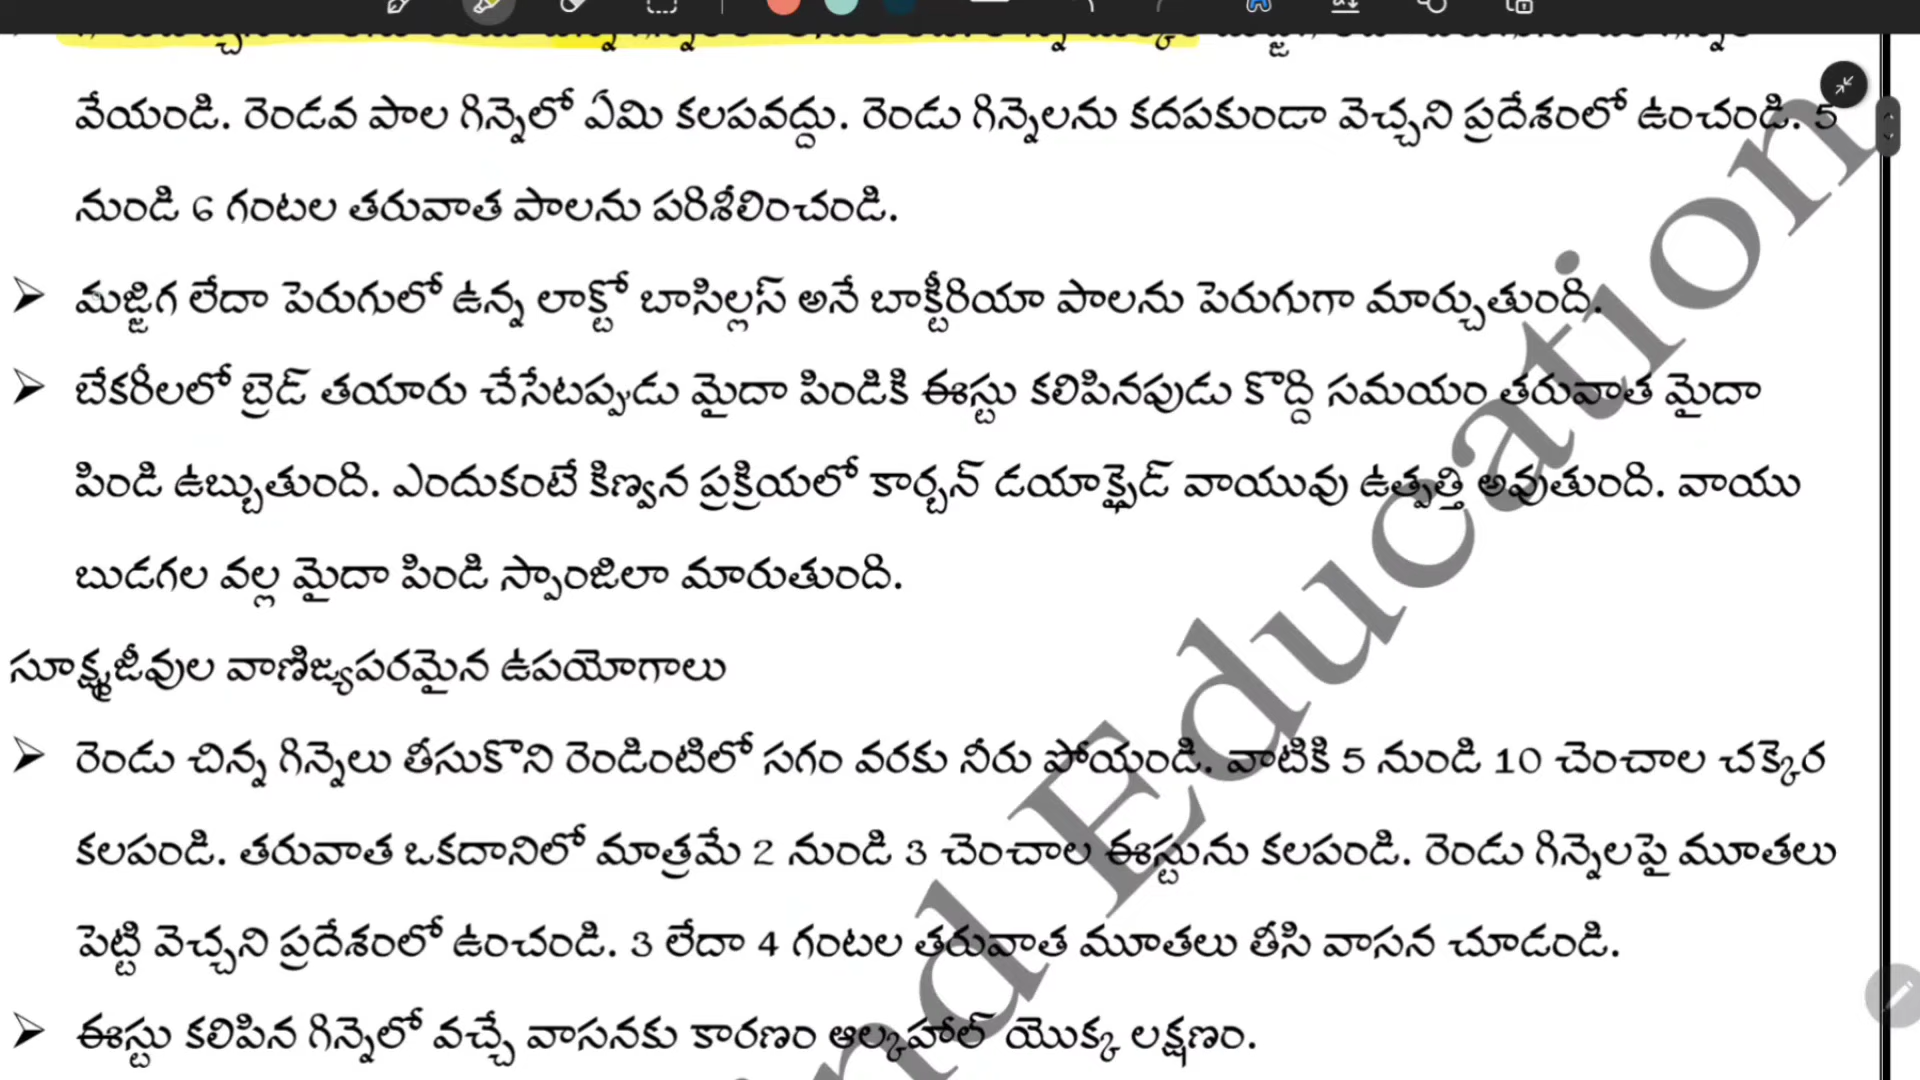 వేయండి. రెండవ పాల గిన్నెలో ఏమి కలపవద్దు. రెండు గిన్నెలను కదపకుండా వెచ్చని ప్రదేశంలో ఉంచండి. 5
నుండి 6 గంటల తరువాత పాలను పరిశీలించండి.
➢ మజ్జిగ లేదా పెరుగులో ఉన్న లాక్టో బాసిల్లస్ అనే బాక్టీరియా పాలను పెరుగుగా మార్చుతుంది.
➢ బేకరీలలో బ్రెడ్ తయారు చేసేటప్పుడు మైదా పిండికి ఈస్టు కలిపినపుడు కొద్ది సమయం తరువాత మైదా
పిండి ఉబ్బుతుంది. ఎందుకంటే కిణ్వన ప్రక్రియలో కార్బన్ డయాక్సైడ్ వాయువు ఉత్పత్తి అవుతుంది. వాయు
బుడగల వల్ల మైదా పిండి స్పాంజిలా మారుతుంది.
సూక్ష్మజీవుల వాణిజ్యపరమైన ఉపయోగాలు
➢ రెండు చిన్న గిన్నెలు తీసుకొని రెండింటిలో సగం వరకు నీరు పోయండి. వాటికి 5 నుండి 10 చెంచాల చక్కెర
కలపండి. తరువాత ఒకదానిలో మాత్రమే 2 నుండి 3 చెంచాల ఈస్టును కలపండి. రెండు గిన్నెలపై మూతలు
పెట్టి వెచ్చని ప్రదేశంలో ఉంచండి. 3 లేదా 4 గంటల తరువాత మూతలు తీసి వాసన చూడండి.
➢ ఈస్టు కలిపిన గిన్నెలో వచ్చే వాసనకు కారణం ఆల్కహాల్ యొక్క లక్షణం.
Education